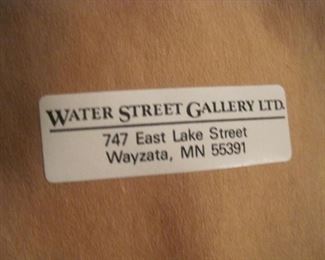 WATER STREET GALLERY LTD.
747 East Lake Street
Wayzata, MN 55391